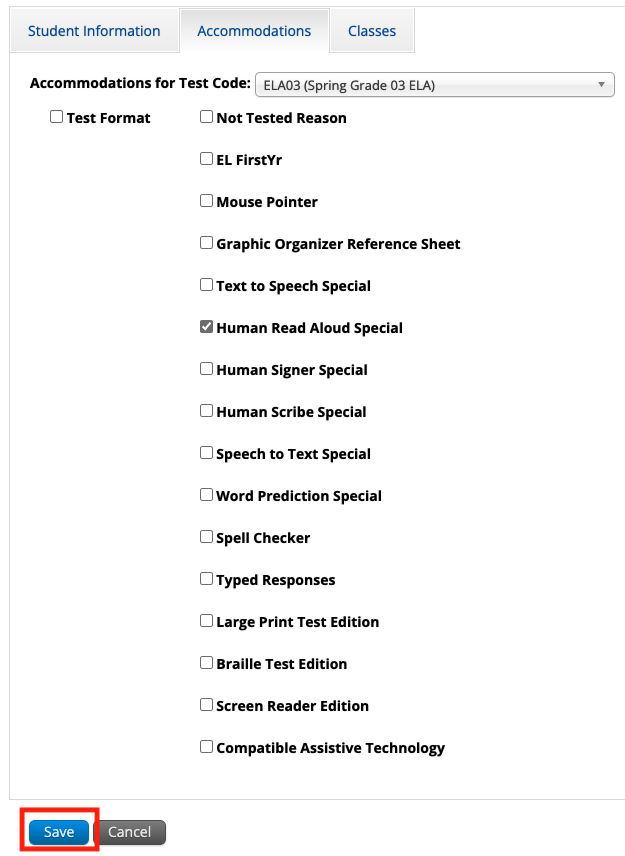 Student Information Accommodations Classes
Accommodations for Test Code: ELA03 (Spring Grade 03 ELA)
Test Format Not Tested Reason
EL FirstYr
Mouse Pointer
Graphic Organizer Reference Sheet
Text to Speech Special
Human Read Aloud Special
Human Signer Special
Human Scribe Special
Speech to Text Special
Word Prediction Special
Spell Checker
Typed Responses
Large Print Test Edition
Braille Test Edition
Screen Reader Edition
Compatible Assistive Technology
Save Cancel